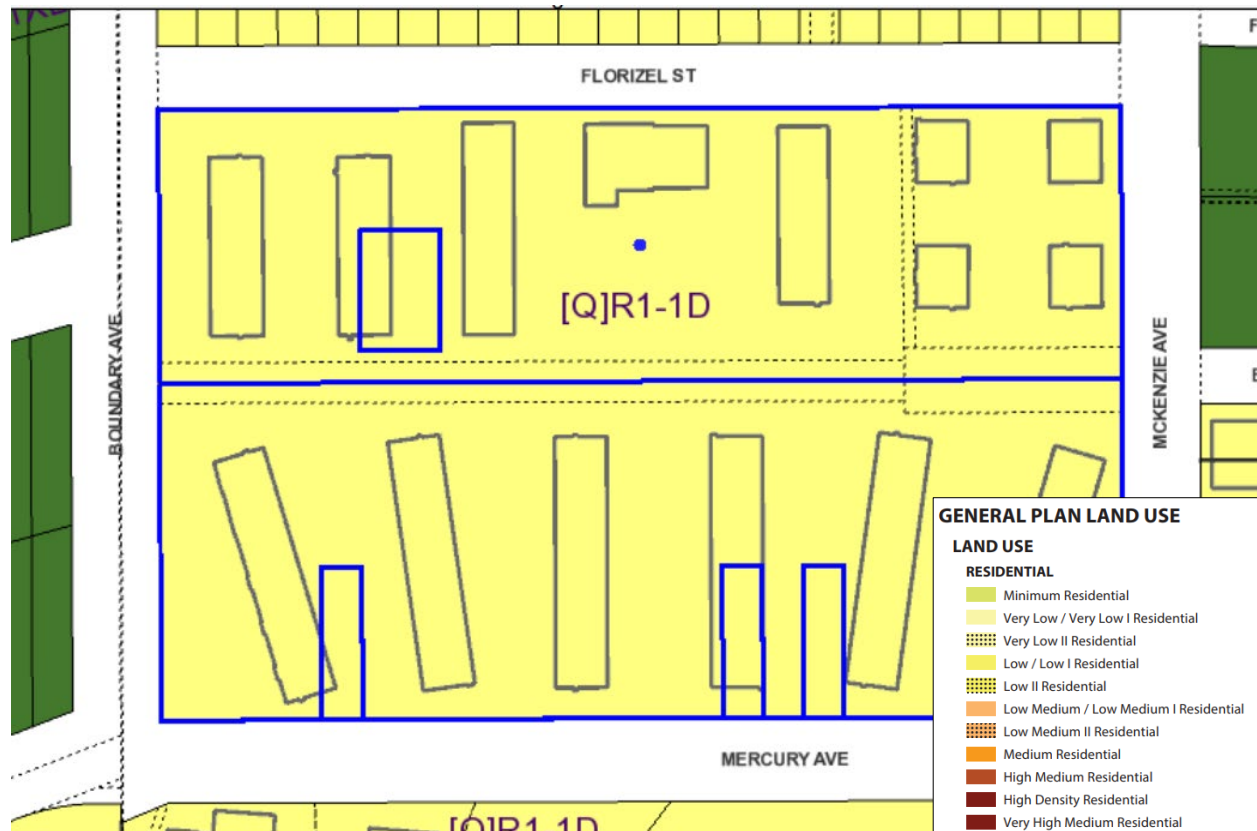 FLORIZEL ST
[Q]R1-1D
BOUNDARY AVE
MCKENZIE AVE
MERCURY AVE
[Q]R1-1D
GENERAL PLAN LAND USE
LAND USE
RESIDENTIAL
Minimum Residential
Very Low / Very Low I Residential
Very Low II Residential
Low / Low I Residential
Low II Residential
Low Medium / Low Medium I Residential
Low Medium II Residential
Medium Residential
High Medium Residential
High Density Residential
Very High Medium Residential